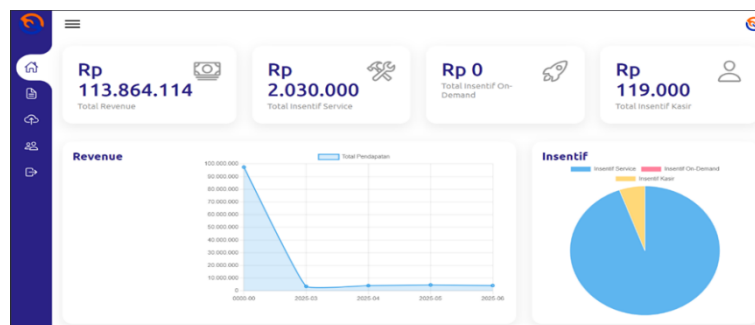 Rp
113.864.114
Total Revenue
Rp
2.030.000
Total Insentif Service
Rp 0
Total Insentif On-
Demand
Rp
119.000
Total Insentif Kasir
Revenue
Total Pendapatan
100.000.000
90.000.000
80.000.000
70.000.000
60.000.000
50.000.000
40.000.000
30.000.000
20.000.000
10.000.000
0
0000-00
2025-03
2025-04
2025-05
2025-06
Insentif
Insentif Service
Insentif On-Demand
Insentif Kasir